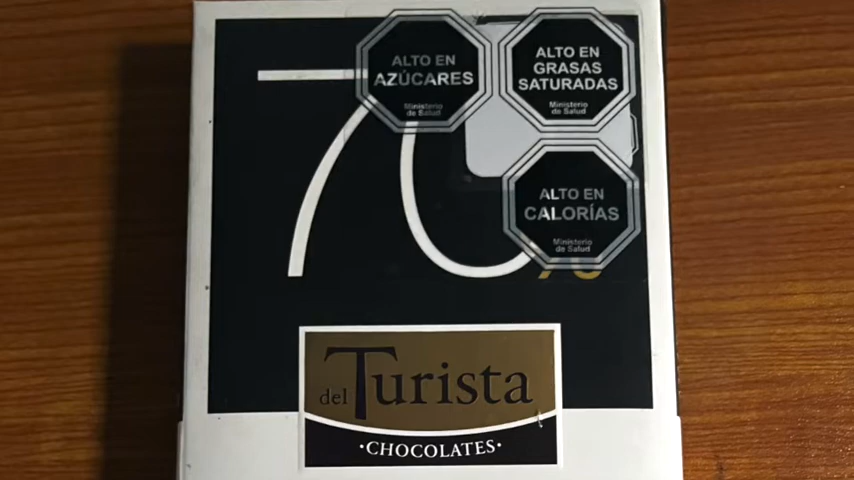 70%
ALTO EN
AZÚCARES
Ministerio
de Salud
ALTO EN
GRASAS
SATURADAS
Ministerio
de Salud
ALTO EN
CALORÍAS
Ministerio
de Salud
del Turista
·CHOCOLATES·